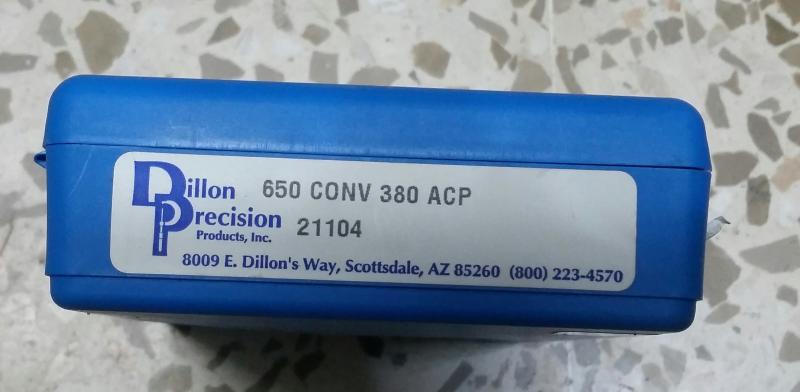 Dillon 650 CONV 380 ACP
Precision 21104
Products, Inc.
8009 E. Dillon's Way, Scottsdale, AZ 85260 (800) 223-4570